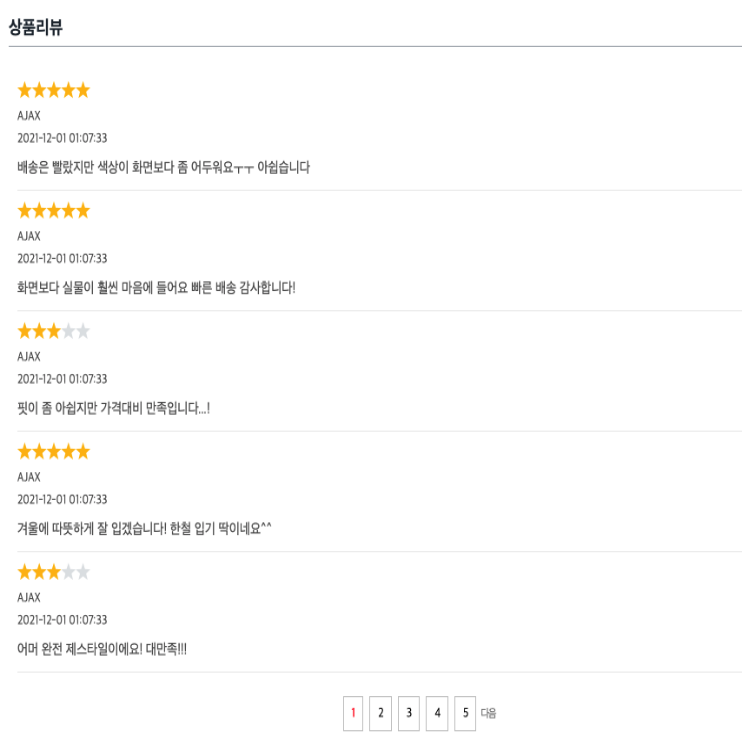 상품리뷰
AJAX
2021-12-01 01:07:33
배송은 빨랐지만 색상이 화면보다 좀 어두워요ㅜㅜ 아쉽습니다
AJAX
2021-12-01 01:07:33
화면보다 실물이 훨씬 마음에 들어요 빠른 배송 감사합니다!
AJAX
2021-12-01 01:07:33
핏이 좀 아쉽지만 가격대비 만족입니다...!
AJAX
2021-12-01 01:07:33
겨울에 따뜻하게 잘 입겠습니다! 한철 입기 딱이네요^^
AJAX
2021-12-01 01:07:33
어머 완전 제스타일이에요! 대만족!!!
1 2 3 4 5 다음